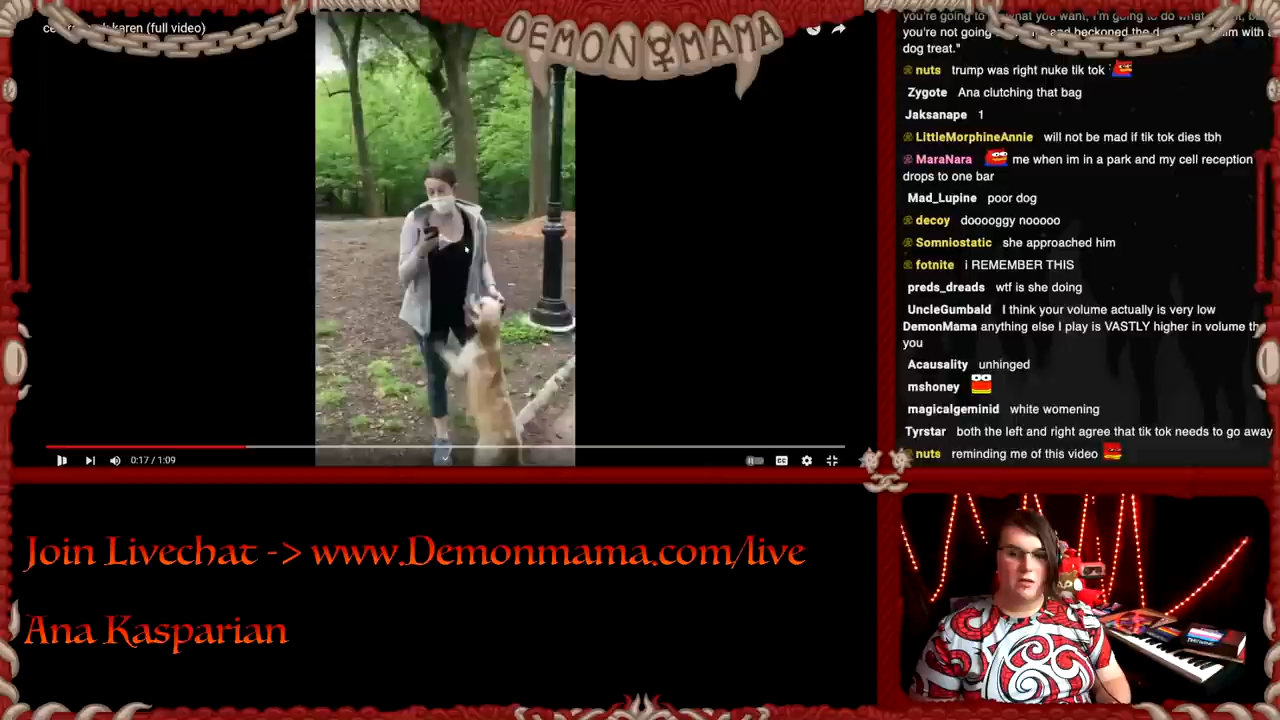 karen (full video)
DEMON MAMA
0:17 / 1:09
CC
Join Livechat -> www.Demonmama.com/live
Ana Kasparian
you're going to
what you want, I'm going to do what
you're not going
and beckoned the
him with a
dog treat."
nuts trump was right nuke tik tok
Zygote Ana clutching that bag
Jaksanape 1
LittleMorphineAnnie will not be mad if tik tok dies tbh
MaraNara me when im in a park and my cell reception
drops to one bar
Mad_Lupine poor dog
decoy dooooggy nooooo
Somniostatic she approached him
fotnite i REMEMBER THIS
preds_dreads wtf is she doing
UncleGumbald I think your volume actually is very low
DemonMama anything else I play is VASTLY higher in volume
you
Acausality unhinged
mshoney
magicalgeminid white womening
Tyrstar both the left and right agree that tik tok needs to go away
nuts reminding me of this video